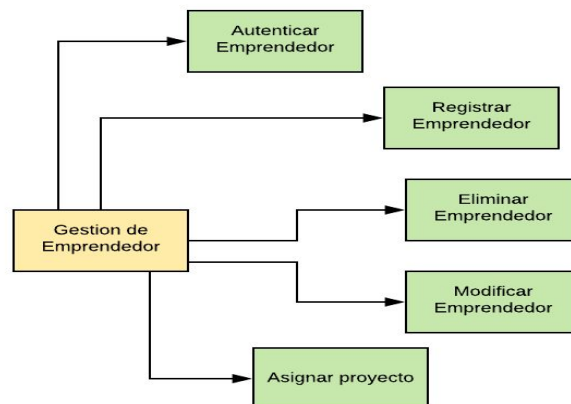 Autenticar
Emprendedor
Registrar
Emprendedor
Eliminar
Emprendedor
Gestion de
Emprendedor
Modificar
Emprendedor
Asignar proyecto